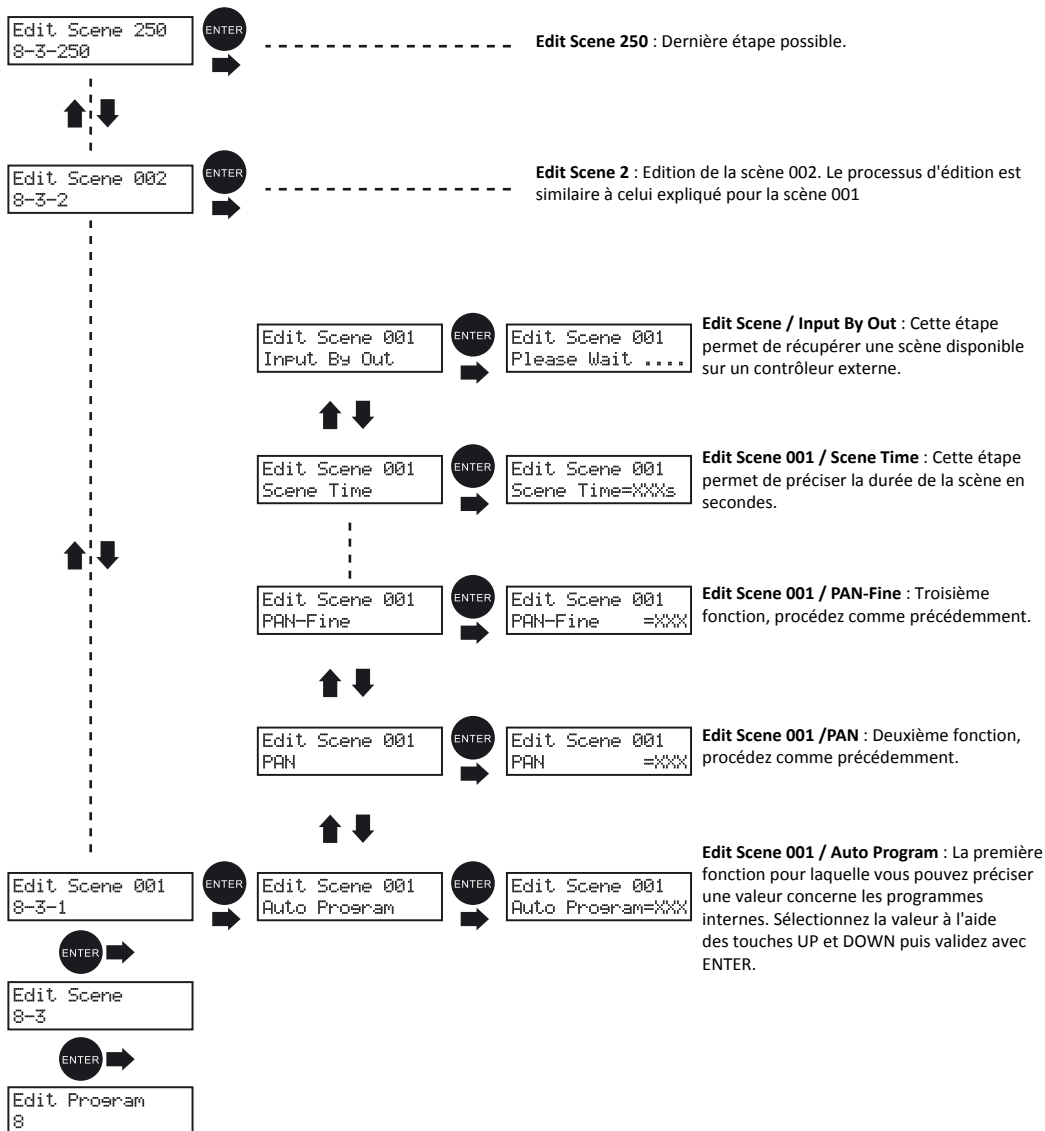 Edit Scene 250
8-3-250
ENTER
Edit Scene 250 : Dernière étape possible.
Edit Scene 002
8-3-2
ENTER
Edit Scene 2 : Edition de la scène 002. Le processus d'édition est
similaire à celui expliqué pour la scène 001
Edit Scene 001
Input By Out
ENTER
Edit Scene 001
Please Wait ....
Edit Scene / Input By Out : Cette étape
permet de récupérer une scène disponible
sur un contrôleur externe.
Edit Scene 001
Scene Time
ENTER
Edit Scene 001
Scene Time=XXXs
Edit Scene 001 / Scene Time : Cette étape
permet de préciser la durée de la scène en
secondes.
Edit Scene 001
PAN-Fine
ENTER
Edit Scene 001
PAN-Fine =XXX
Edit Scene 001 / PAN-Fine : Troisième
fonction, procédez comme précédemment.
Edit Scene 001
PAN
ENTER
Edit Scene 001
PAN =XXX
Edit Scene 001 /PAN : Deuxième fonction,
procédez comme précédemment.
Edit Scene 001
8-3-1
ENTER
Edit Scene 001
Auto Program
ENTER
Edit Scene 001
Auto Program=XXX
Edit Scene 001 / Auto Program : La première
fonction pour laquelle vous pouvez préciser
une valeur concerne les programmes
internes. Sélectionnez la valeur à l'aide
des touches UP et DOWN puis validez avec
ENTER.
ENTER
Edit Scene
8-3
ENTER
Edit Program
8